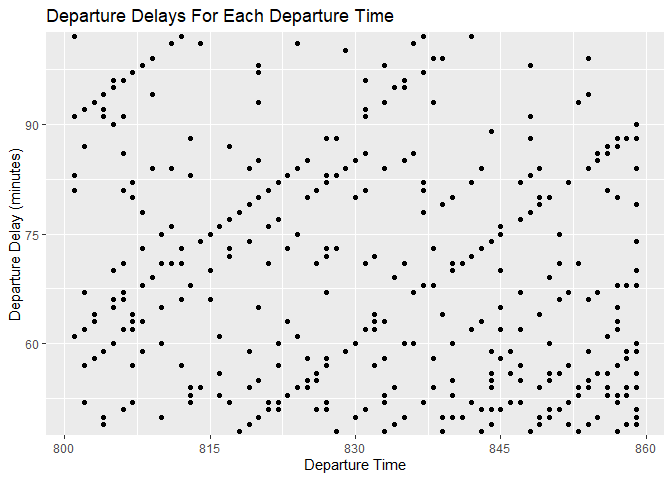 Departure Delays For Each Departure Time
Departure Delay (minutes)
90
75
60
800 815 830 845 860
Departure Time